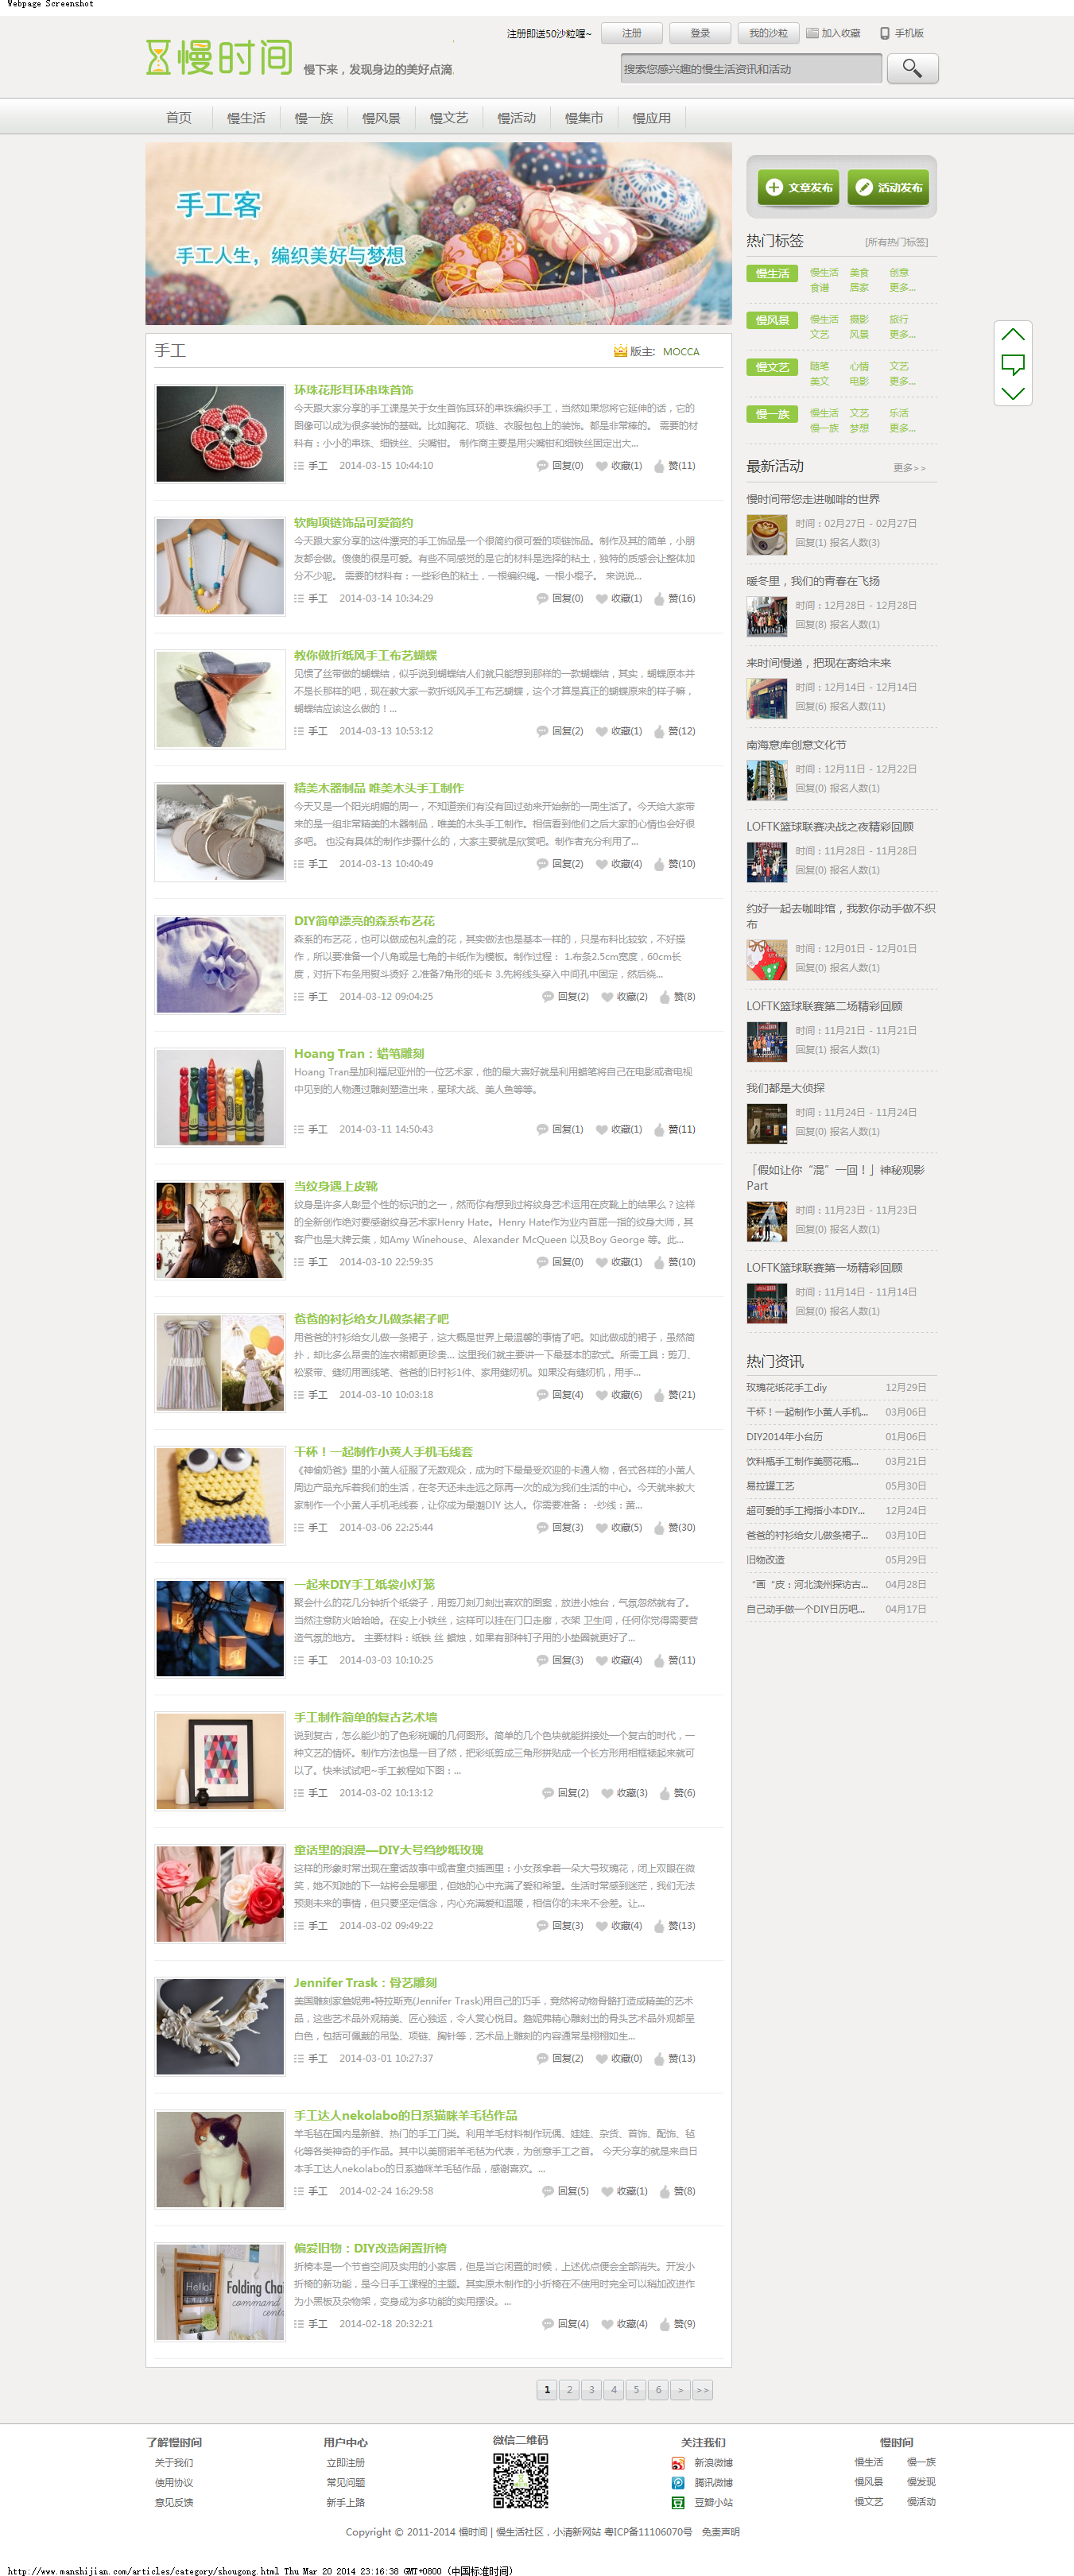 Webpage Screenshot
注册即送50沙粒喔~ 注册 登录 我的沙粒 加入收藏 手机版
慢时间 慢下来，发现身边的美好点滴
搜索您感兴趣的慢生活资讯和活动
首页 慢生活 慢一族 慢风景 慢文艺 慢活动 慢集市 慢应用
手工客
手工人生，编织美好与梦想
手工 版主: MOCCA
环珠花形耳环串珠首饰
今天跟大家分享的手工课是关于女生首饰耳环的串珠编织手工，当然如果您将它延伸的话，它的
图像可以成为很多装饰的基础。比如胸花、项链、衣服包包上的装饰。都是非常棒的。 需要的材
料有：小小的串珠、细铁丝、尖嘴钳。 制作商主要是用尖嘴钳和细铁丝固定出大...
手工 2014-03-15 10:44:10 回复(0) 收藏(1) 赞(11)
软陶项链饰品可爱简约
今天跟大家分享的这件漂亮的手工饰品是一个很简约很可爱的项链饰品。制作及其的简单，小朋
友都会做。傻傻的很是可爱。有些不同感觉的是它的材料是选择的粘土，独特的质感会让整体加
分不少呢。 需要的材料有：一些彩色的粘土，一根编织绳。一根小棍子。 来说说...
手工 2014-03-14 10:34:29 回复(0) 收藏(1) 赞(16)
教你做折纸风手工布艺蝴蝶
见惯了丝带做的蝴蝶结，似乎说到蝴蝶结人们就只能想到那样的一款蝴蝶结，其实，蝴蝶原本并
不是长那样的吧，现在教大家一款折纸风手工布艺蝴蝶，这个才算是真正的蝴蝶原来的样子嘛，
蝴蝶结应该这么做的！...
手工 2014-03-13 10:53:12 回复(2) 收藏(1) 赞(12)
精美木器制品 唯美木头手工制作
今天又是一个阳光明媚的周一，不知道亲们有没有回过劲来开始新的一周生活了。今天给大家带
来的是一组非常精美的木器制品，唯美的木头手工制作。相信看到他们之后大家的心情也会好很
多吧。 也没有具体的制作步骤什么的，大家主要就是欣赏吧。制作者充分利用了...
手工 2014-03-13 10:40:49 回复(2) 收藏(4) 赞(10)
DIY简单漂亮的森系布艺花
森系的布艺花，也可以做成包礼盒的花，其实做法也是基本一样的，只是布料比较软，不好操
作，所以要准备一个八角或是七角的卡纸作为模板。制作过程： 1.布条2.5cm宽度，60cm长
度，对折下布条用熨斗烫好 2.准备7角形的纸卡 3.先将线头穿入中间孔中固定，然后绕...
手工 2014-03-12 09:04:25 回复(2) 收藏(2) 赞(8)
Hoang Tran：蜡笔雕刻
Hoang Tran是加利福尼亚州的一位艺术家，他的最大喜好就是利用蜡笔将自己在电影或者电视
中见到的人物通过雕刻塑造出来，星球大战、美人鱼等等。
手工 2014-03-11 14:50:43 回复(1) 收藏(1) 赞(11)
当纹身遇上皮靴
纹身是许多人彰显个性的标识的之一，然而你有想到过将纹身艺术运用在皮靴上的结果么？这样
的全新创作绝对要感谢纹身艺术家Henry Hate。Henry Hate作为业内首屈一指的纹身大师，其
客户也是大牌云集，如Amy Winehouse、Alexander McQueen 以及Boy George 等。此...
手工 2014-03-10 22:59:35 回复(0) 收藏(1) 赞(10)
爸爸的衬衫给女儿做条裙子吧
用爸爸的衬衫给女儿做一条裙子，这大概是世界上最温馨的事情了吧。如此做成的裙子，虽然简
扑，却比多么昂贵的连衣裙都更珍贵... 这里我们就主要讲一下最基本的款式。所需工具：剪刀、
松紧带、缝纫用画线笔、爸爸的旧衬衫1件、家用缝纫机。如果没有缝纫机，用手...
手工 2014-03-10 10:03:18 回复(4) 收藏(6) 赞(21)
干杯！一起制作小黄人手机毛线套
《神偷奶爸》里的小黄人征服了无数观众，成为时下最最受欢迎的卡通人物，各式各样的小黄人
周边产品充斥着我们的生活，在冬天还未走远之际再一次的成为我们生活的中心。今天就来教大
家制作一个小黄人手机毛线套，让你成为最潮DIY 达人。你需要准备： -纱线：黄...
手工 2014-03-06 22:25:44 回复(3) 收藏(5) 赞(30)
一起来DIY手工纸袋小灯笼
聚会什么的花几分钟折个纸袋子，用剪刀刻刀刻出喜欢的图案，放进小烛台，气氛忽然就有了。
当然注意防火哈哈哈。在安上小铁丝，这样可以挂在门口走廊，衣架 卫生间，任何你觉得需要营
造气氛的地方。 主要材料：纸铁 丝 蜡烛，如果有那种钉子用的小垫圈就更好了...
手工 2014-03-03 10:10:25 回复(3) 收藏(4) 赞(11)
手工制作简单的复古艺术墙
说到复古，怎么能少的了色彩斑斓的几何图形。简单的几个色块就能拼接处一个复古的时代，一
种文艺的情怀。制作方法也是一目了然，把彩纸剪成三角形拼贴成一个长方形用相框裱起来就可
以了。快来试试吧~手工教程如下图：...
手工 2014-03-02 10:13:12 回复(2) 收藏(3) 赞(6)
童话里的浪漫—DIY大号绉纱纸玫瑰
这样的形象时常出现在童话故事中或者童贞插画里：小女孩拿着一朵大号玫瑰花，闭上双眼在微
笑，她不知她的下一站将会是哪里，但她的心中充满了爱和希望。生活时常感到迷茫，我们无法
预测未来的事情，但只要坚定信念，内心充满爱和温暖，相信你的未来不会差。让...
手工 2014-03-02 09:49:22 回复(3) 收藏(4) 赞(13)
Jennifer Trask：骨艺雕刻
美国雕刻家詹妮弗•特拉斯克(Jennifer Trask)用自己的巧手，竟然将动物骨骼打造成精美的艺术
品，这些艺术品外观精美、匠心独运，令人赏心悦目。詹妮弗精心雕刻出的骨头艺术品外观都呈
白色，包括可佩戴的吊坠、项链、胸针等，艺术品上雕刻的内容通常是栩栩如生...
手工 2014-03-01 10:27:37 回复(2) 收藏(0) 赞(13)
手工达人nekolabo的日系猫咪羊毛毡作品
羊毛毡在国内是新鲜、热门的手工门类。利用羊毛材料制作玩偶、娃娃、杂货、首饰、配饰、毡
化等各类神奇的手作品。其中以美丽诺羊毛毡为代表，为创意手工之首。 今天分享的就是来自日
本手工达人nekolabo的日系猫咪羊毛毡作品，感谢喜欢。...
手工 2014-02-24 16:29:58 回复(5) 收藏(1) 赞(8)
偏爱旧物：DIY改造闲置折椅
折椅本是一个节省空间及实用的小家居，但是当它闲置的时候，上述优点便会全部消失。开发小
折椅的新功能，是今日手工课程的主题。其实原木制作的小折椅在不使用时完全可以稍加改进作
为小黑板及杂物架，变身成为多功能的实用摆设。...
手工 2014-02-18 20:32:21 回复(4) 收藏(4) 赞(9)
Hello!
Folding Cha
command
cent
1 2 3 4 5 6 > >>
文章发布 活动发布
热门标签 [所有热门标签]
慢生活 慢生活 美食 创意
食谱 居家 更多...
慢风景 慢生活 摄影 旅行
文艺 风景 更多...
慢文艺 随笔 心情 文艺
美文 电影 更多...
慢一族 慢生活 文艺 乐活
慢一族 梦想 更多...
最新活动 更多>>
慢时间带您走进咖啡的世界
时间：02月27日 - 02月27日
回复(1) 报名人数(3)
暖冬里，我们的青春在飞扬
时间：12月28日 - 12月28日
回复(8) 报名人数(1)
来时间慢递，把现在寄给未来
时间：12月14日 - 12月14日
回复(6) 报名人数(11)
南海意库创意文化节
时间：12月11日 - 12月22日
回复(0) 报名人数(1)
LOFTK篮球联赛决战之夜精彩回顾
时间：11月28日 - 11月28日
回复(0) 报名人数(1)
约好一起去咖啡馆，我教你动手做不织
布
时间：12月01日 - 12月01日
回复(0) 报名人数(1)
LOFTK篮球联赛第二场精彩回顾
时间：11月21日 - 11月21日
回复(1) 报名人数(1)
我们都是大侦探
时间：11月24日 - 11月24日
回复(0) 报名人数(1)
「假如让你“混”一回！」神秘观影
Part
时间：11月23日 - 11月23日
回复(0) 报名人数(1)
LOFTK篮球联赛第一场精彩回顾
时间：11月14日 - 11月14日
回复(0) 报名人数(1)
热门资讯
玫瑰花纸花手工diy 12月29日
干杯！一起制作小黄人手机... 03月06日
DIY2014年小台历 01月06日
饮料瓶手工制作美丽花瓶... 03月21日
易拉罐工艺 05月30日
超可爱的手工拇指小本DIY... 12月24日
爸爸的衬衫给女儿做条裙子... 03月10日
旧物改造 05月29日
“画“皮：河北滦州探访古... 04月28日
自己动手做一个DIY日历吧... 04月17日
了解慢时间 用户中心 微信二维码 关注我们 慢时间
关于我们 立即注册 新浪微博 慢生活 慢一族
使用协议 常见问题 腾讯微博 慢风景 慢发现
意见反馈 新手上路 豆瓣小站 慢文艺 慢活动
Copyright © 2011-2014 慢时间 | 慢生活社区，小清新网站 粤ICP备11106070号 免责声明
http://www.manshijian.com/articles/category/shougong.html Thu Mar 20 2014 23:16:38 GMT+0800 (中国标准时间)